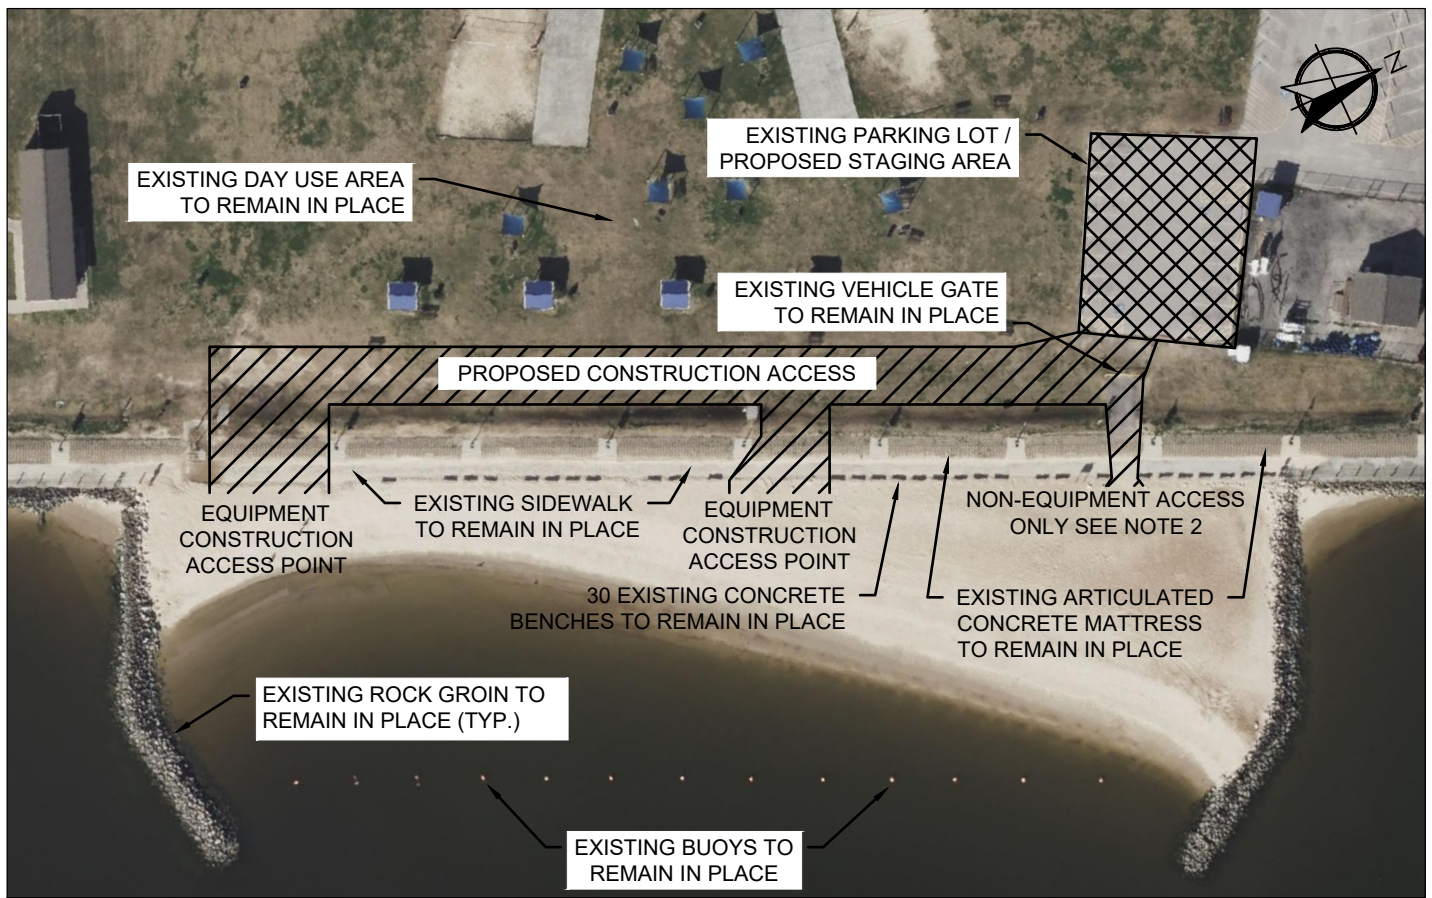 N
EXISTING PARKING LOT /
PROPOSED STAGING AREA
EXISTING DAY USE AREA
TO REMAIN IN PLACE
EXISTING VEHICLE GATE
TO REMAIN IN PLACE
PROPOSED CONSTRUCTION ACCESS
EQUIPMENT
CONSTRUCTION
ACCESS POINT
EXISTING SIDEWALK
TO REMAIN IN PLACE
EQUIPMENT
CONSTRUCTION
ACCESS POINT
NON-EQUIPMENT ACCESS
ONLY SEE NOTE 2
30 EXISTING CONCRETE
BENCHES TO REMAIN IN PLACE
EXISTING ARTICULATED
CONCRETE MATTRESS
TO REMAIN IN PLACE
EXISTING ROCK GROIN TO
REMAIN IN PLACE (TYP.)
EXISTING BUOYS TO
REMAIN IN PLACE